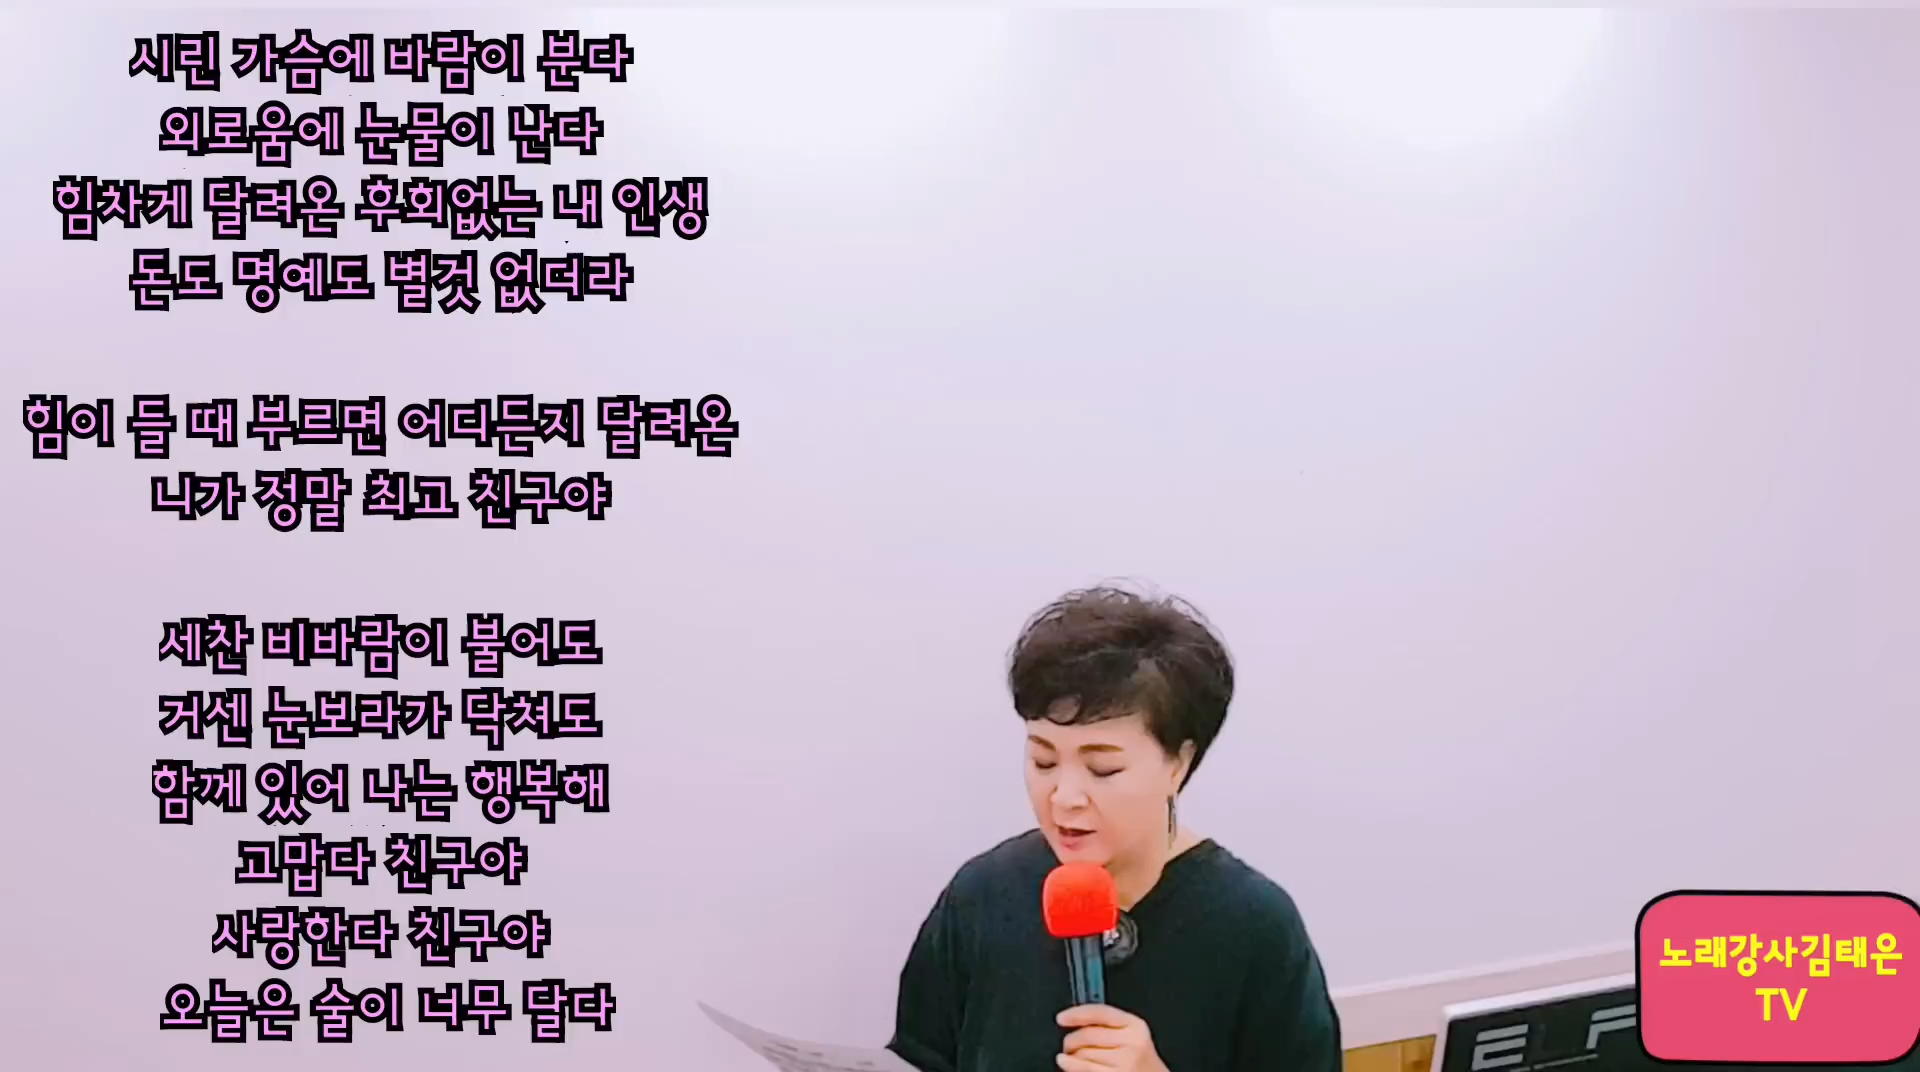 시린 가슴에 바람이 분다
외로움에 눈물이 난다
힘차게 달려온 후회없는 내 인생
돈도 명예도 별것 없더라
힘이 들 때 부르면 어디든지 달려온
니가 정말 최고 친구야
세찬 비바람이 불어도
거센 눈보라가 닥쳐도
함께 있어 나는 행복해
고맙다 친구야
사랑한다 친구야
오늘은 술이 너무 달다
노래강사김태은
TV